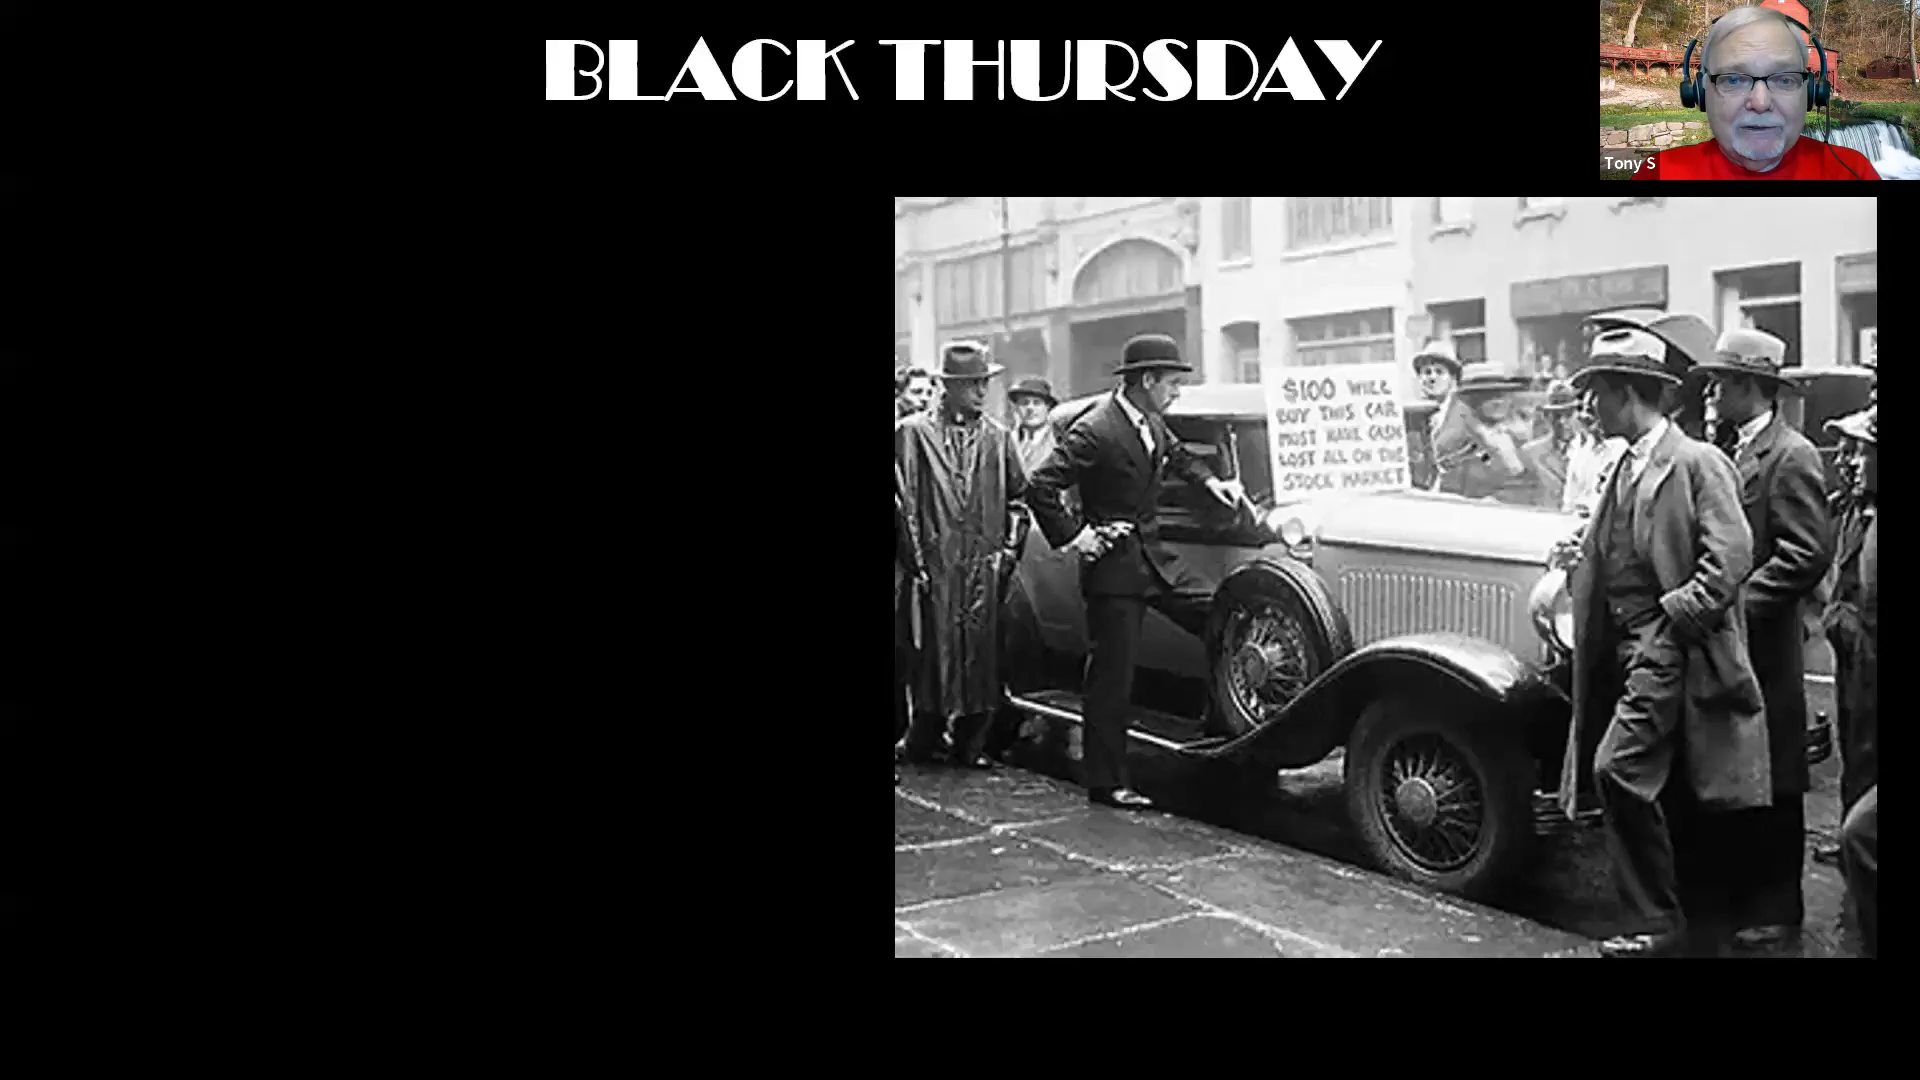 BLACK THURSDAY
Tony S
$100 WILL
BUY THIS CAR
MUST HAVE CASH
LOST ALL ON THE
STOCK MARKET